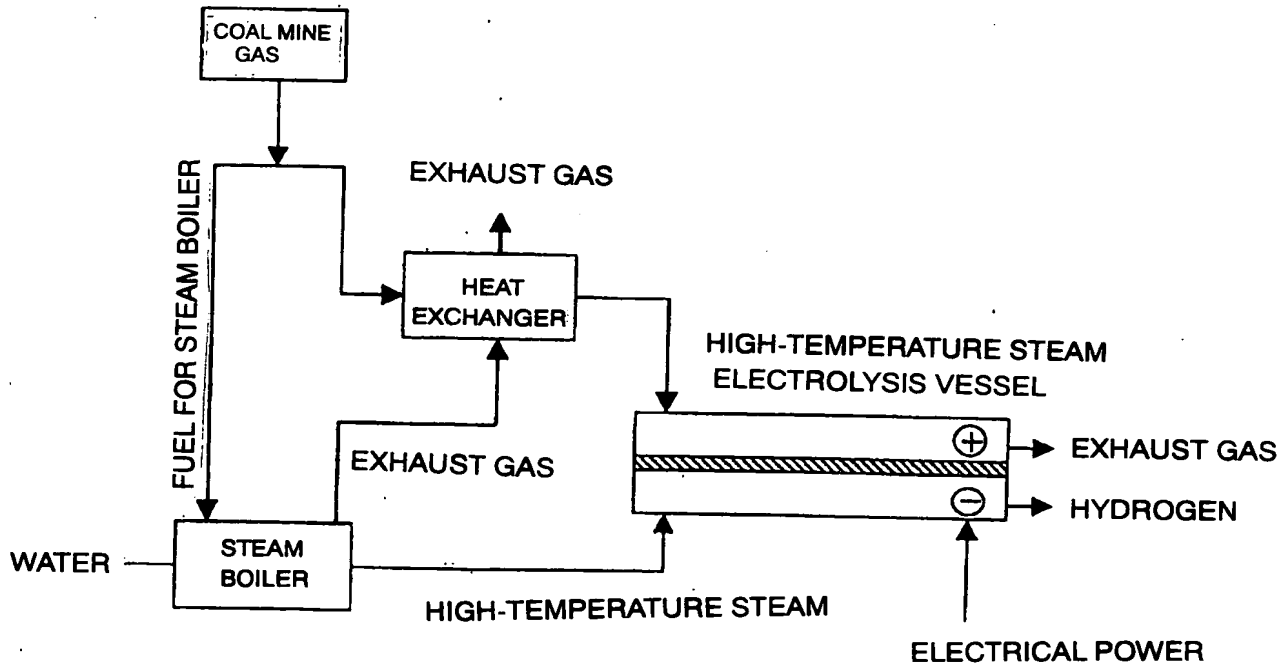 COAL MINE
GAS
FUEL FOR STEAM BOILER
EXHAUST GAS
HEAT
EXCHANGER
HIGH-TEMPERATURE STEAM
ELECTROLYSIS VESSEL
+
EXHAUST GAS
−
HYDROGEN
EXHAUST GAS
WATER
STEAM
BOILER
HIGH-TEMPERATURE STEAM
ELECTRICAL POWER